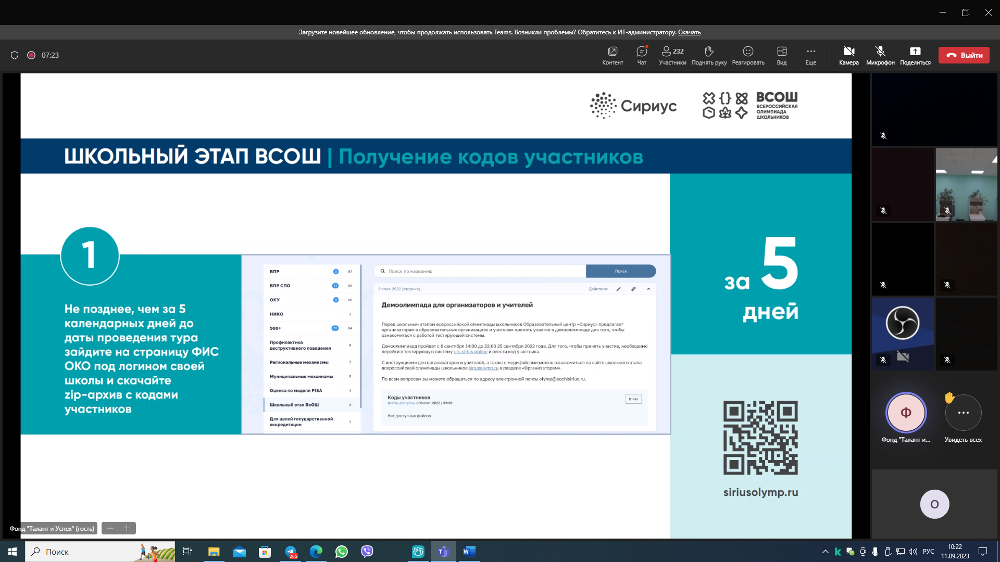 Загрузите новейшее обновление, чтобы продолжать использовать Teams. Возникли проблемы? Обратитесь к ИТ-администратору. Скачать
07:23
Контент
Чат
232
Участники
Поднять руку
Реагировать
Вид
Еще
Камера
Микрофон
Поделиться
Выйти
Сириус
ВСОШ
ВСЕРОССИЙСКАЯ
ОЛИМПИАДА
ШКОЛЬНИКОВ
ШКОЛЬНЫЙ ЭТАП ВСОШ | Получение кодов участников
1
Не позднее, чем за 5
календарных дней до
даты проведения тура
зайдите на страницу ФИС
ОКО под логином своей
школы и скачайте
zip-архив с кодами
участников
ВПР 5 97
ВПР СПО 11 89
ОКУ 9 66
НИКО 1
500+ 28 84
Профилактика
деструктивного поведения 8
Региональные механизмы 7
Муниципальные механизмы 6
Оценка по модели PISA 4
Школьный этап ВсОШ 2
Для целей государственной
аккредитации 1
Поиск по названию
Поиск
6 сент. 2022 (вторник)
Действия:
Демоолимпада для организаторов и учителей
Перед школьным этапом всероссийской олимпиады школьников Образовательный центр «Сириус» предлагает
организаторам в образовательных организациях и учителям принять участие в демоолимпиаде для того, чтобы
ознакомиться с работой тестирующей системы.
Демоолимпиада пройдет с 6 сентября 14:00 до 22:00 25 сентября 2022 года. Для того, чтобы принять участие, необходимо
перейти в тестирующую систему uts.sirius.online и ввести код участника.
С инструкциями для организаторов и учителей, а также с медифайлами можно ознакомиться на сайте школьного этапа
всероссийской олимпиады школьников siriusolymp.ru в разделе «Организаторам».
По всем вопросам вы можете обращаться по адресу электронной почты olymp@sochisirius.ru.
Коды участников
Файлы доступны с 06 сент. 2022 / 09:05
Отчёт
Нет доступных файлов
за 5
дней
siriusolymp.ru
Фонд "Талант и Успех" (гость)
Ф
Фонд "Талант и...
Увидеть всех
О
Поиск
265
РУС
10:22
11.09.2023